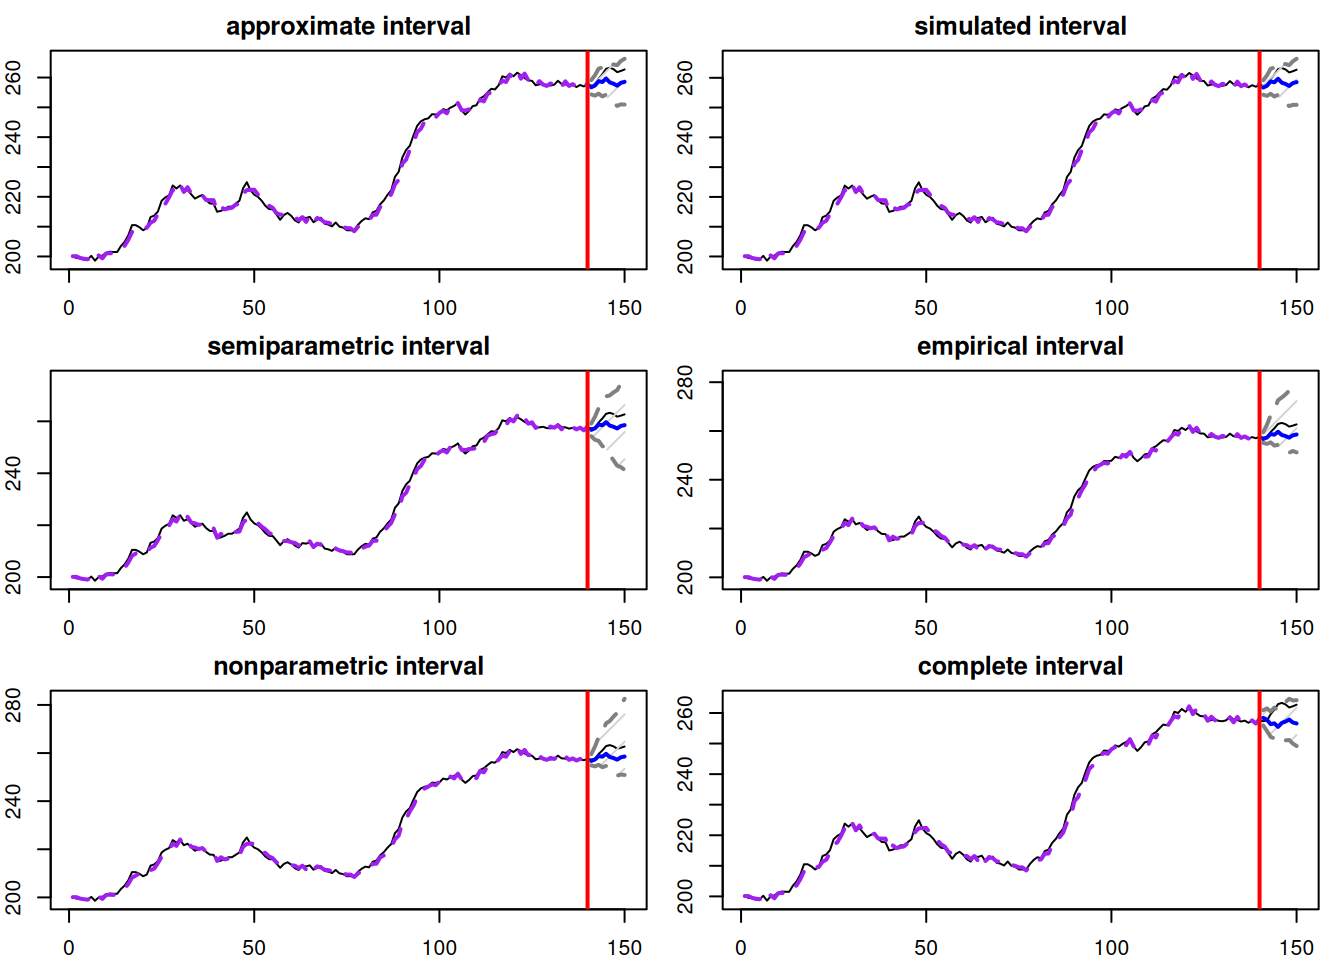 approximate interval
200 220 240 260
0 50 100 150
simulated interval
200 220 240 260
0 50 100 150
semiparametric interval
200 240
0 50 100 150
empirical interval
200 240 280
0 50 100 150
nonparametric interval
200 240 280
0 50 100 150
complete interval
200 220 240 260
0 50 100 150